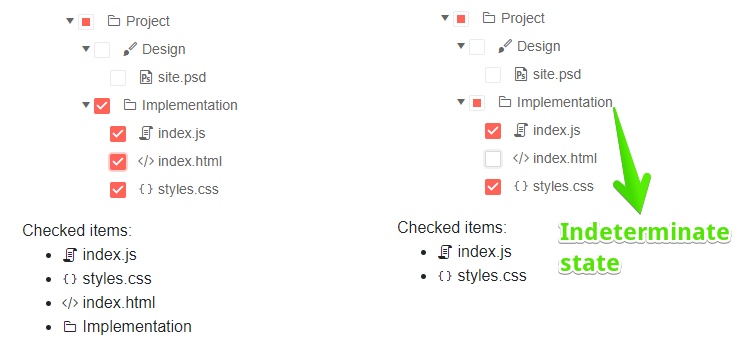 Project
Design
Ps site.psd
Implementation
index.js
</> index.html
{} styles.css
Checked items:
index.js
{} styles.css
</> index.html
Implementation
Project
Design
Ps site.psd
Implementation
index.js
</> index.html
{} styles.css
Checked items:
index.js
{} styles.css
Indeterminate
state